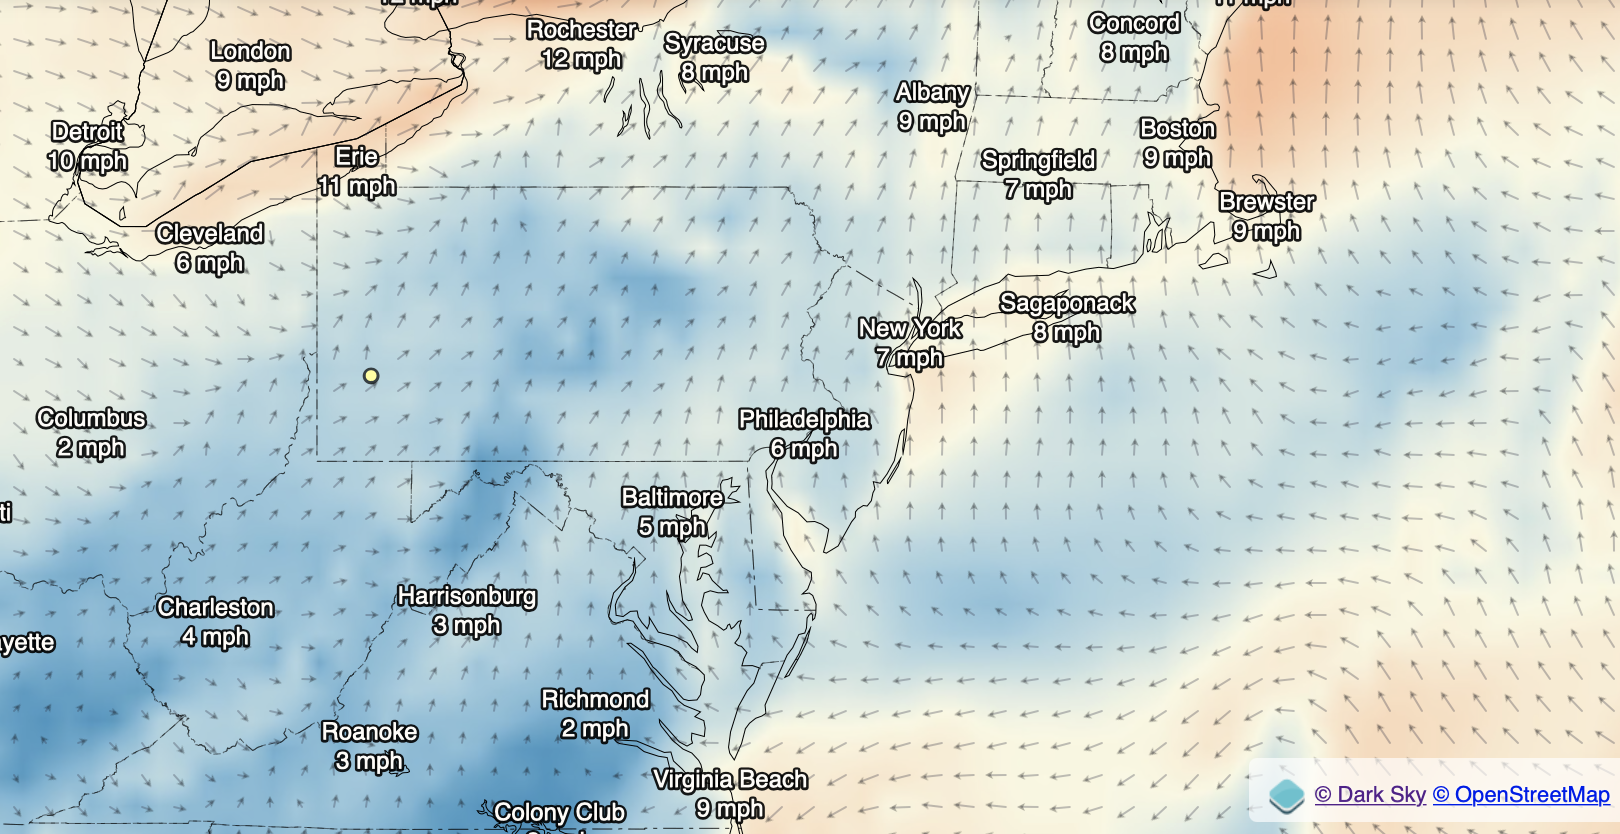 12 mph
11 mph
London
9 mph
Rochester
12 mph
Syracuse
8 mph
Concord
8 mph
Albany
9 mph
Detroit
10 mph
Erie
11 mph
Boston
9 mph
Springfield
7 mph
Brewster
9 mph
Cleveland
6 mph
Sagaponack
8 mph
New York
7 mph
Columbus
2 mph
Philadelphia
6 mph
ti
Baltimore
5 mph
Charleston
4 mph
Harrisonburg
3 mph
ayette
Richmond
2 mph
Roanoke
3 mph
Virginia Beach
9 mph
Colony Club
© Dark Sky © OpenStreetMap